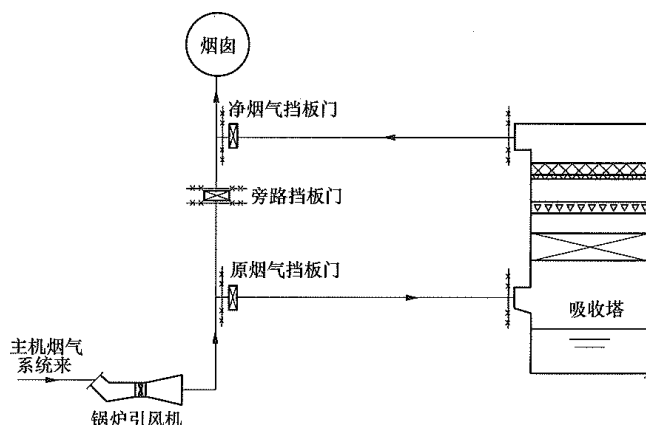 烟囱
净烟气挡板门
旁路挡板门
原烟气挡板门
吸收塔
主机烟气
系统来
锅炉引风机